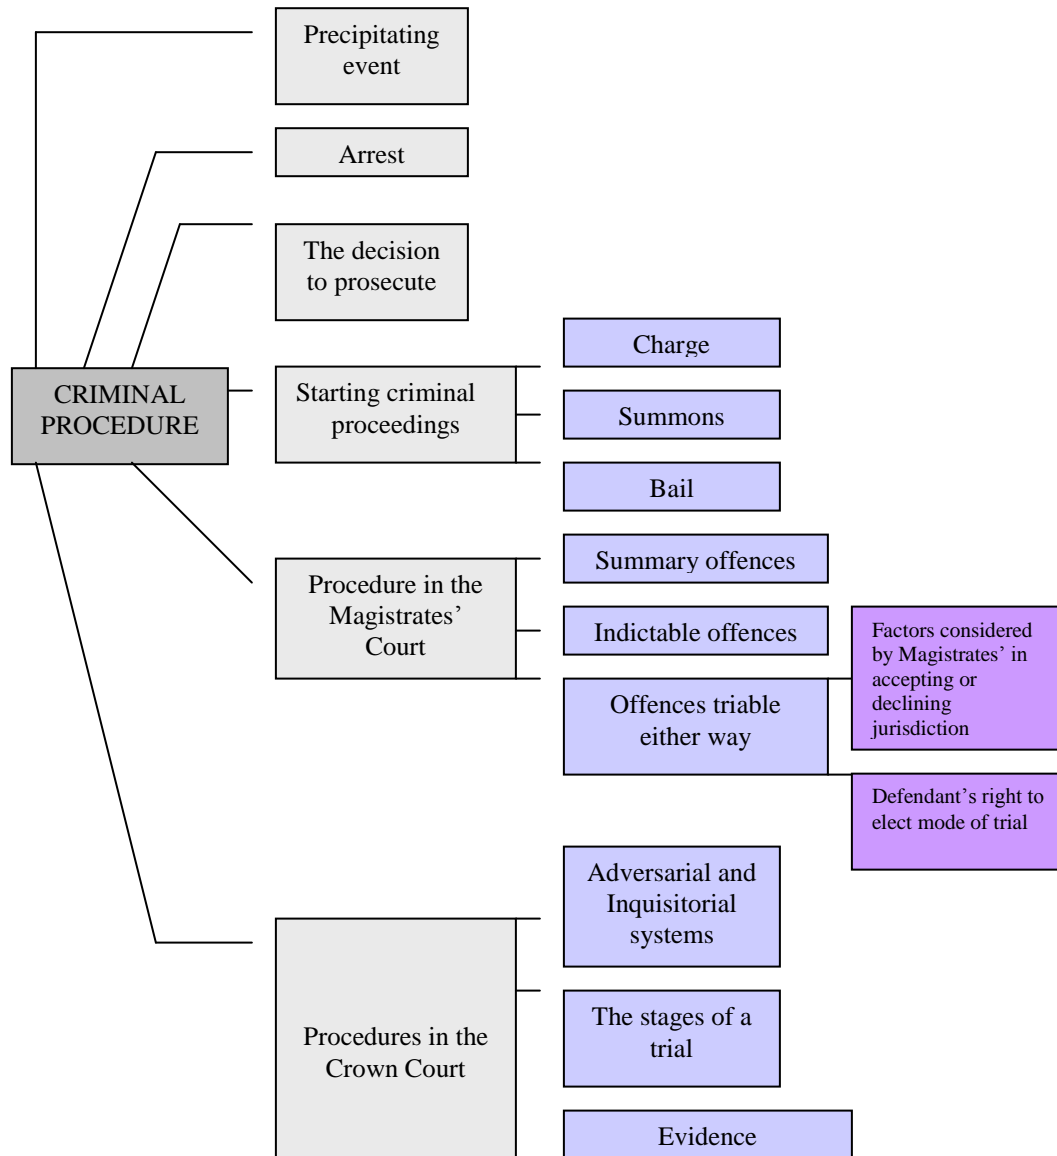 Precipitating
event
Arrest
The decision
to prosecute
CRIMINAL
PROCEDURE
Starting criminal
proceedings
Charge
Summons
Bail
Procedure in the
Magistrates’
Court
Summary offences
Indictable offences
Offences triable
either way
Factors considered
by Magistrates’ in
accepting or
declining
jurisdiction
Defendant’s right to
elect mode of trial
Procedures in the
Crown Court
Adversarial and
Inquisitorial
systems
The stages of a
trial
Evidence